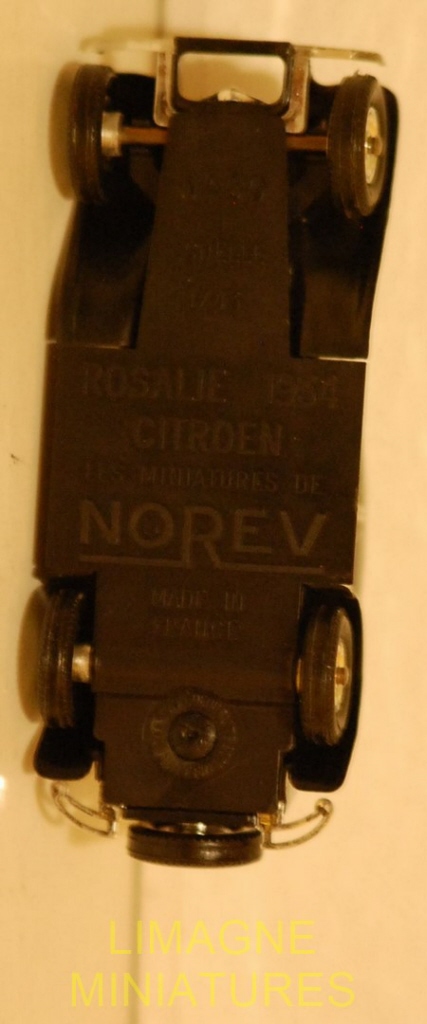 ROSALIE 1934
CITROEN
LES MINIATURES DE
NOREV
MADE IN
FRANCE
LIMAGNE
MINIATURES